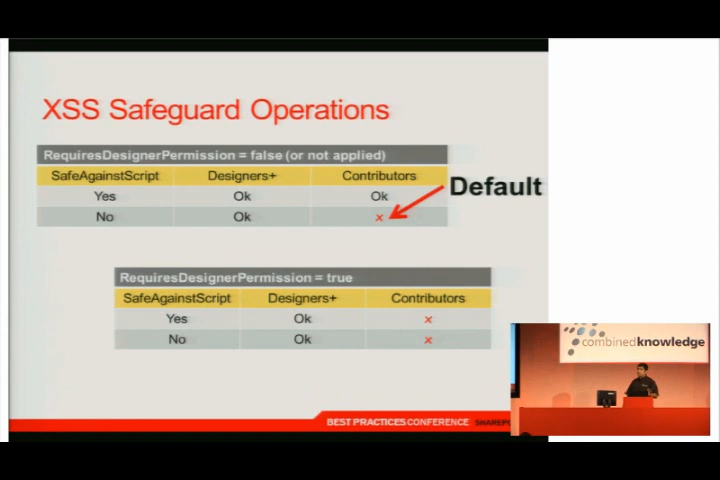 XSS Safeguard Operations
RequiresDesignerPermission = false (or not applied)
SafeAgainstScript Designers+ Contributors
Yes Ok Ok
No Ok x
Default
RequiresDesignerPermission = true
SafeAgainstScript Designers+ Contributors
Yes Ok x
No Ok x
combinedknowledge
BEST PRACTICES CONFERENCE